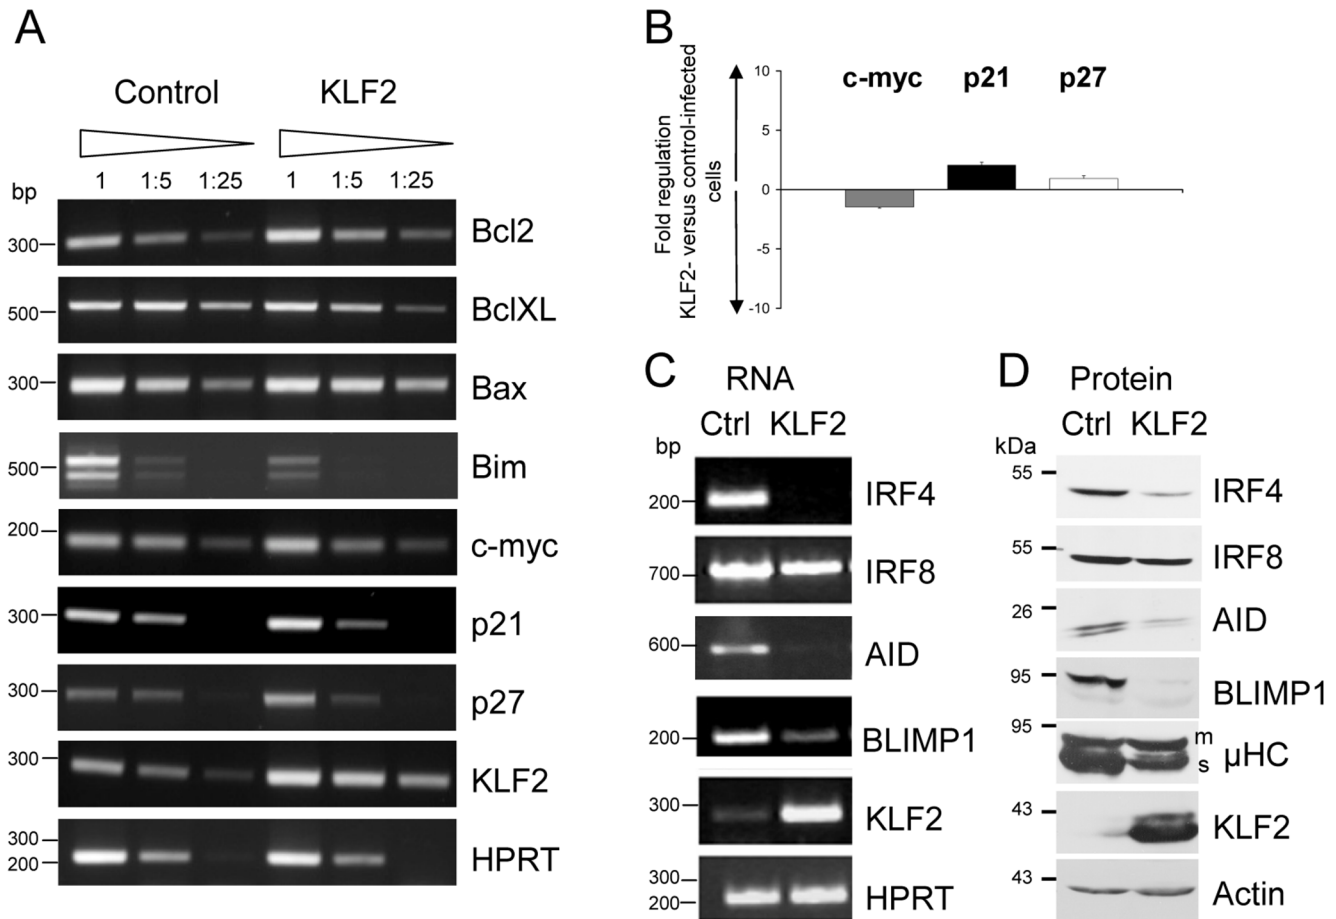 A
Control KLF2
bp 1 1:5 1:25 1 1:5 1:25
300 Bcl2
500 BclXL
300 Bax
500 Bim
200 c-myc
300 p21
300 p27
300 KLF2
300
200 HPRT
B
Fold regulation
KLF2- versus control-infected
cells
10
5
0
-5
-10
c-myc p21 p27
C
RNA
Ctrl KLF2
bp
200 IRF4
700 IRF8
600 AID
200 BLIMP1
300 KLF2
300
200 HPRT
D
Protein
Ctrl KLF2
kDa
55 IRF4
55 IRF8
26 AID
95 BLIMP1
95 m
s μHC
43 KLF2
43 Actin